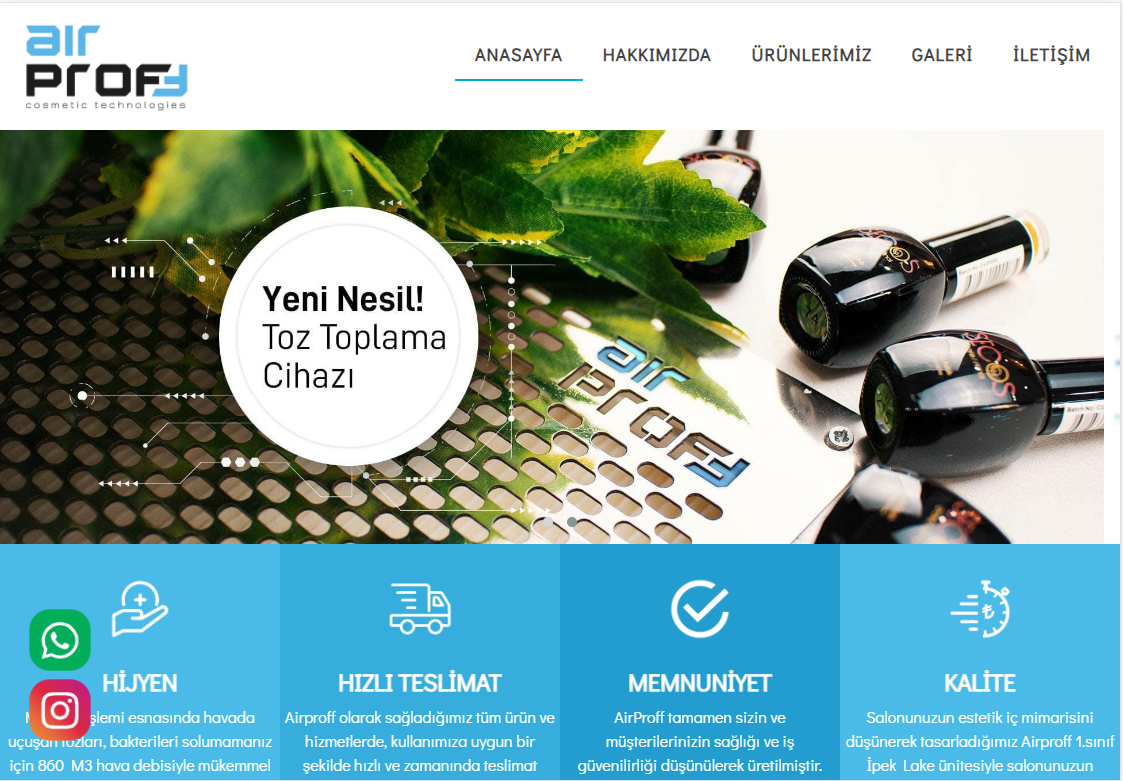 air
proff
cosmetic technologies
ANASAYFA HAKKIMIZDA ÜRÜNLERİMİZ GALERİ İLETİŞİM
Yeni Nesil!
Toz Toplama
Cihazı
air
proff
HİJYEN
işlemi esnasında havada
uçuşan tozları, bakterileri solumamanız
için 860 M3 hava debisiyle mükemmel
HIZLI TESLİMAT
Airproff olarak sağladığımız tüm ürün ve
hizmetlerde, kullanımıza uygun bir
şekilde hızlı ve zamanında teslimat
MEMNUNİYET
AirProff tamamen sizin ve
müşterilerinizin sağlığı ve iş
güvenilirliği düşünülerek üretilmiştir.
KALİTE
Salonunuzun estetik iç mimarisini
düşünerek tasarladığımız Airproff 1.sınıf
İpek Lake ünitesiyle salonunuzun